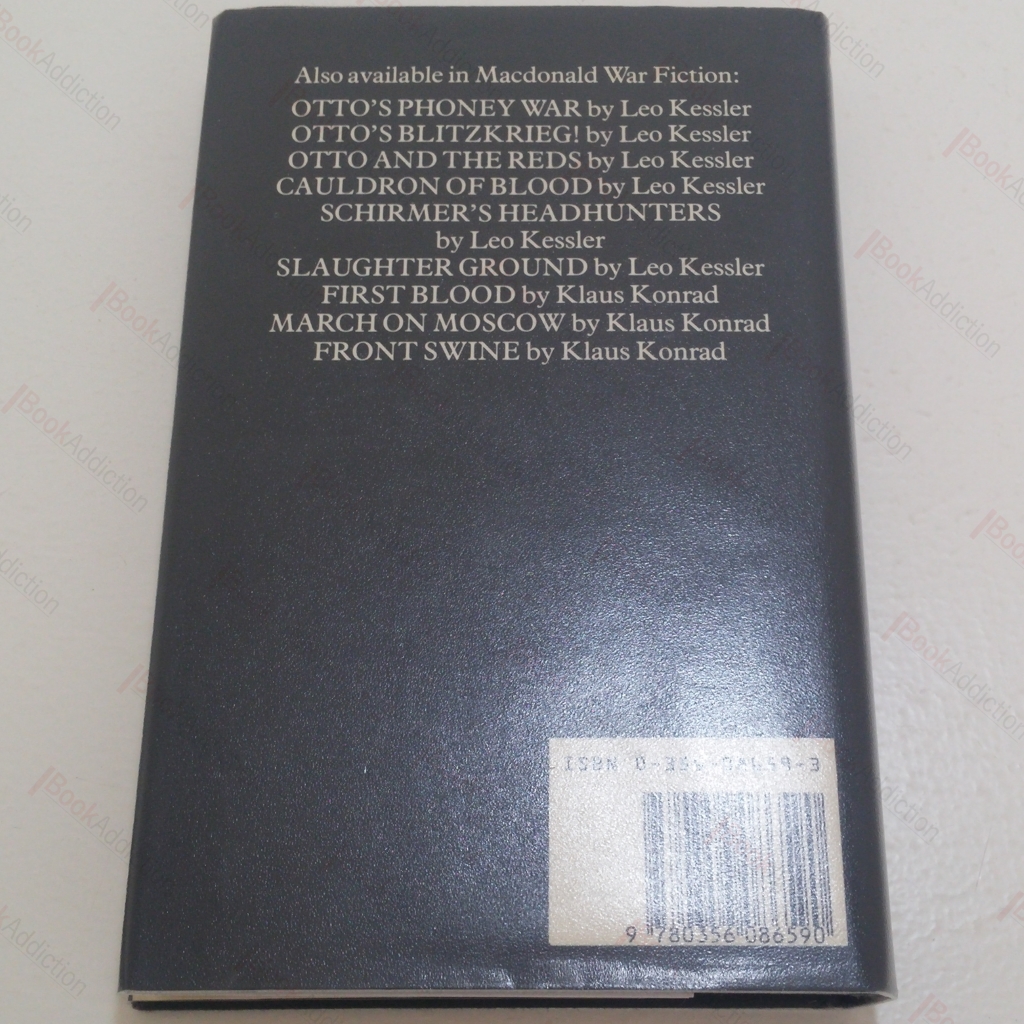 Also available in Macdonald War Fiction:
OTTO'S PHONEY WAR by Leo Kessler
OTTO'S BLITZKRIEG! by Leo Kessler
OTTO AND THE REDS by Leo Kessler
CAULDRON OF BLOOD by Leo Kessler
SCHIRMER'S HEADHUNTERS
by Leo Kessler
SLAUGHTER GROUND by Leo Kessler
FIRST BLOOD by Klaus Konrad
MARCH ON MOSCOW by Klaus Konrad
FRONT SWINE by Klaus Konrad
ISBN
9 780356 086590
BookAddiction